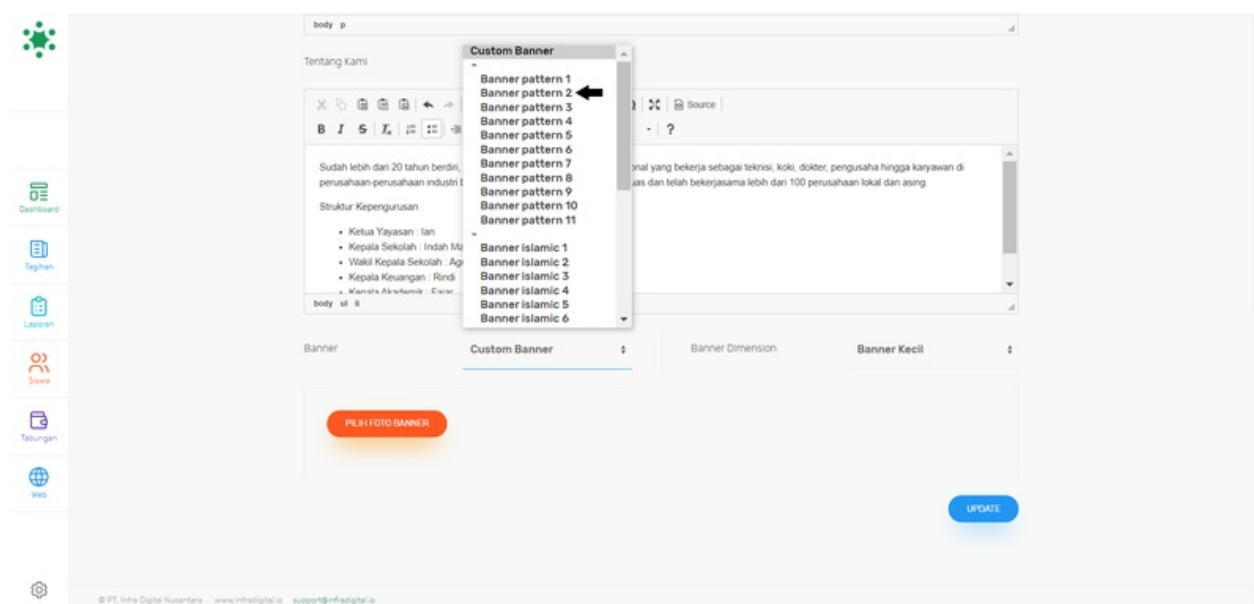 body p
Tentang Kami
Source
B I S Ix
?
Custom Banner
-
Banner pattern 1
Banner pattern 2
Banner pattern 3
Banner pattern 4
Banner pattern 5
Banner pattern 6
Banner pattern 7
Banner pattern 8
Banner pattern 9
Banner pattern 10
Banner pattern 11
-
Banner islamic 1
Banner islamic 2
Banner islamic 3
Banner islamic 4
Banner islamic 5
Banner islamic 6
Sudah lebih dari 20 tahun berdiri, yang bekerja sebagai teknisi, koki, dokter, pengusaha hingga karyawan di
perusahaan-perusahaan industri dan telah bekerjasama lebih dari 100 perusahaan lokal dan asing.
Struktur Kepengurusan
• Ketua Yayasan : Ian
• Kepala Sekolah : Indah
• Wakil Kepala Sekolah :
• Kepala Keuangan : Rindi
• Kepala Akademik : Fajar
body ul li
Banner
Custom Banner
Banner Dimension
Banner Kecil
PILIH FOTO BANNER
UPDATE
Dashboard
Tagihan
Laporan
Siswa
Tabungan
Web
© PT. Infra Digital Nusantara www.infradigital.io support@infradigital.io